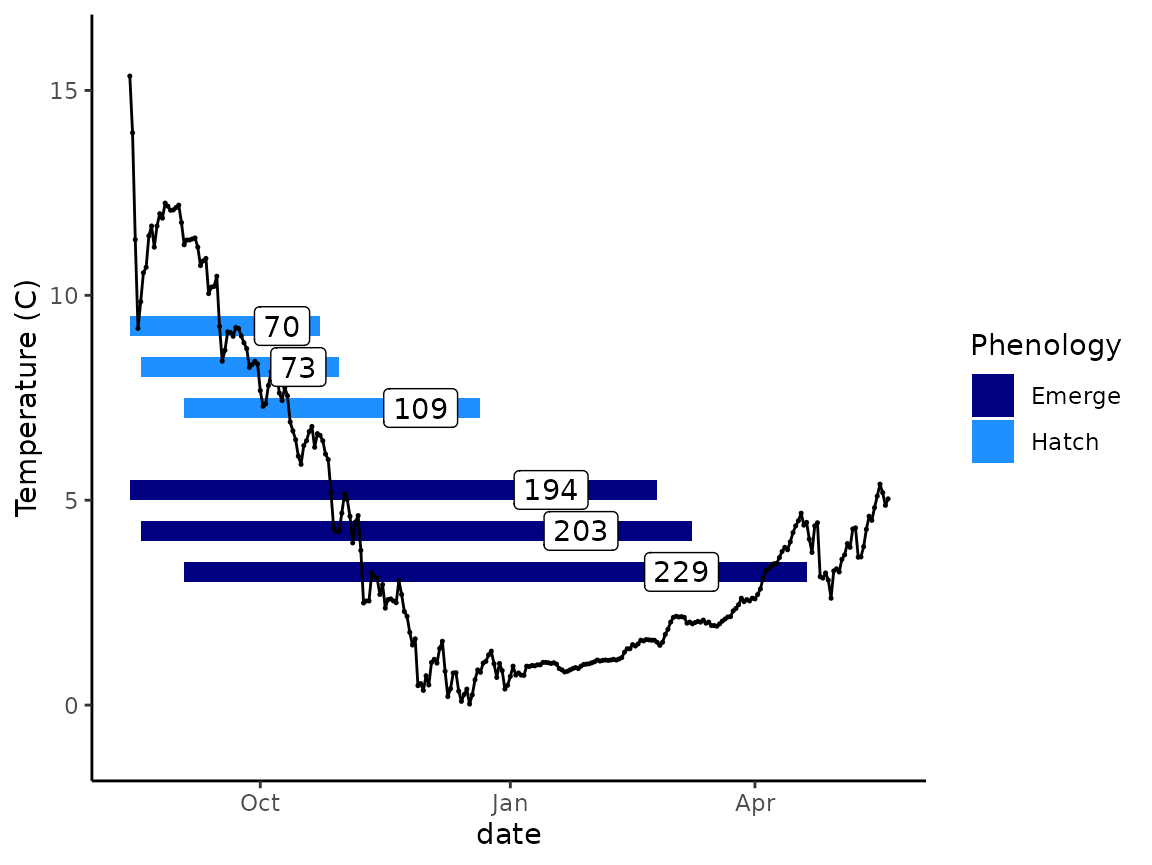 Temperature (C)
15
10
5
0
70
73
109
194
203
229
Oct
Jan
Apr
date
Phenology
Emerge
Hatch